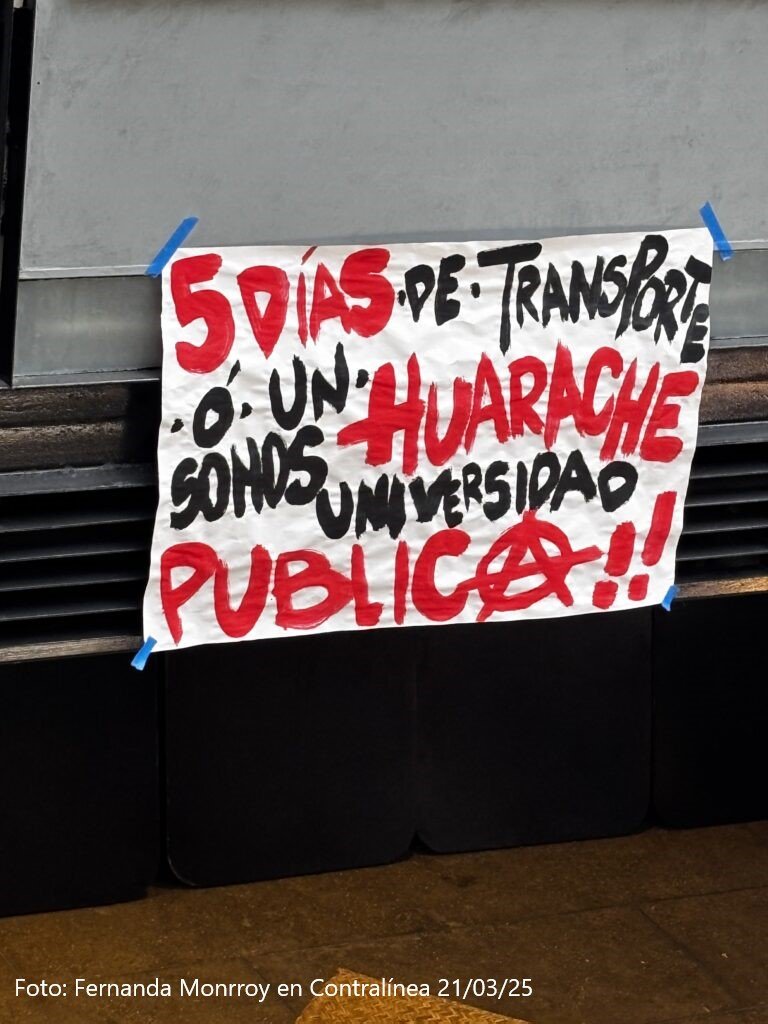 5 DÍAS · DE · TRANSPORTE
· Ó · UN · HUARACHE
SOMOS UNIVERSIDAD
PUBLICA !!
Foto: Fernanda Monrroy en Contralínea 21/03/25